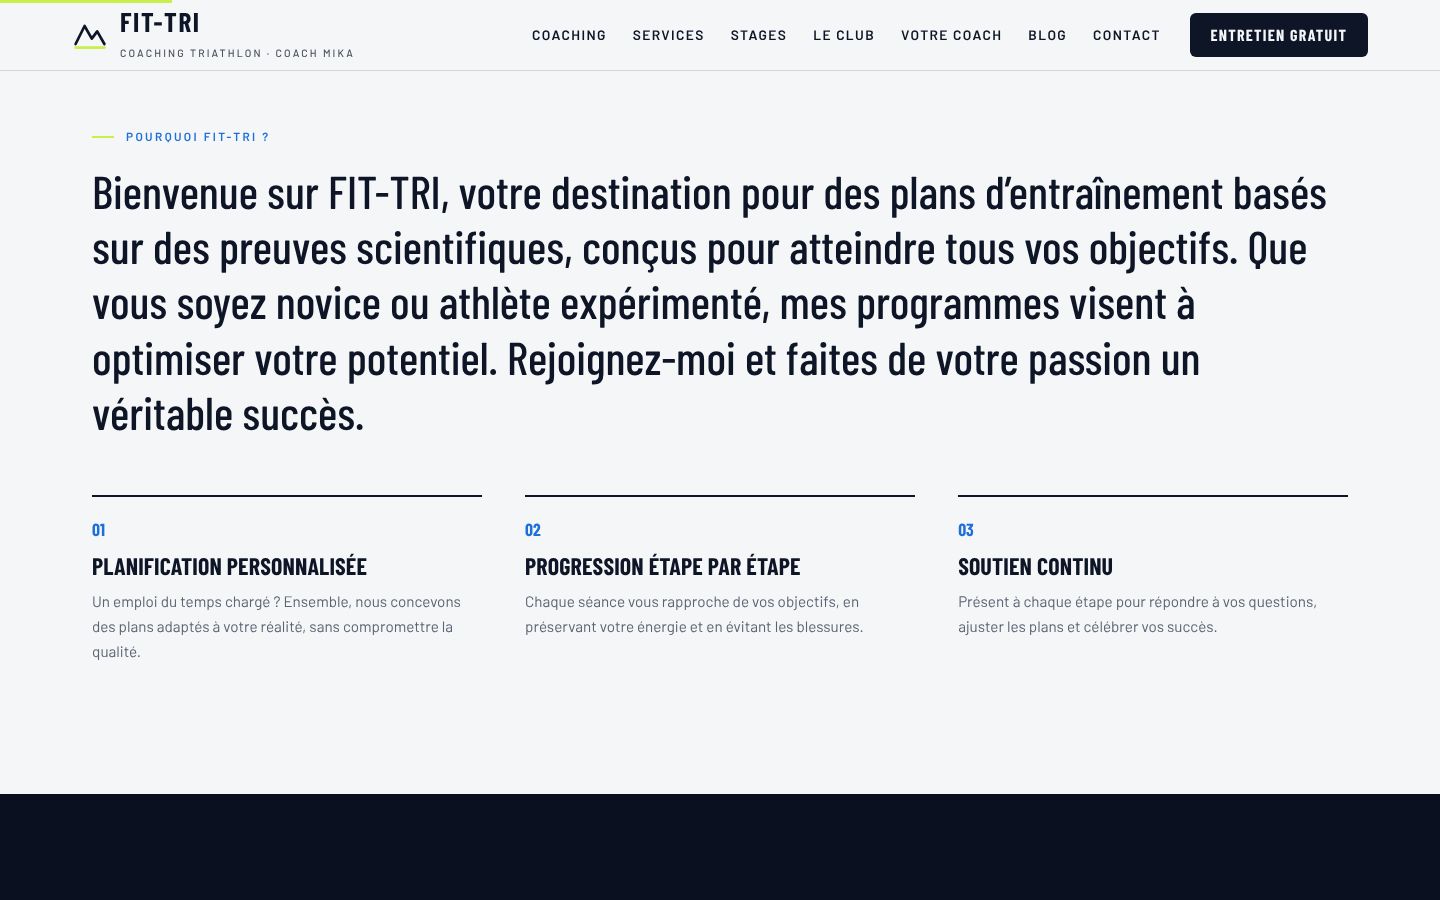 FIT-TRI
COACHING TRIATHLON · COACH MIKA
COACHING SERVICES STAGES LE CLUB VOTRE COACH BLOG CONTACT ENTRETIEN GRATUIT
POURQUOI FIT-TRI ?
Bienvenue sur FIT-TRI, votre destination pour des plans d’entraînement basés
sur des preuves scientifiques, conçus pour atteindre tous vos objectifs. Que
vous soyez novice ou athlète expérimenté, mes programmes visent à
optimiser votre potentiel. Rejoignez-moi et faites de votre passion un
véritable succès.
01
PLANIFICATION PERSONNALISÉE
Un emploi du temps chargé ? Ensemble, nous concevons
des plans adaptés à votre réalité, sans compromettre la
qualité.
02
PROGRESSION ÉTAPE PAR ÉTAPE
Chaque séance vous rapproche de vos objectifs, en
préservant votre énergie et en évitant les blessures.
03
SOUTIEN CONTINU
Présent à chaque étape pour répondre à vos questions,
ajuster les plans et célébrer vos succès.